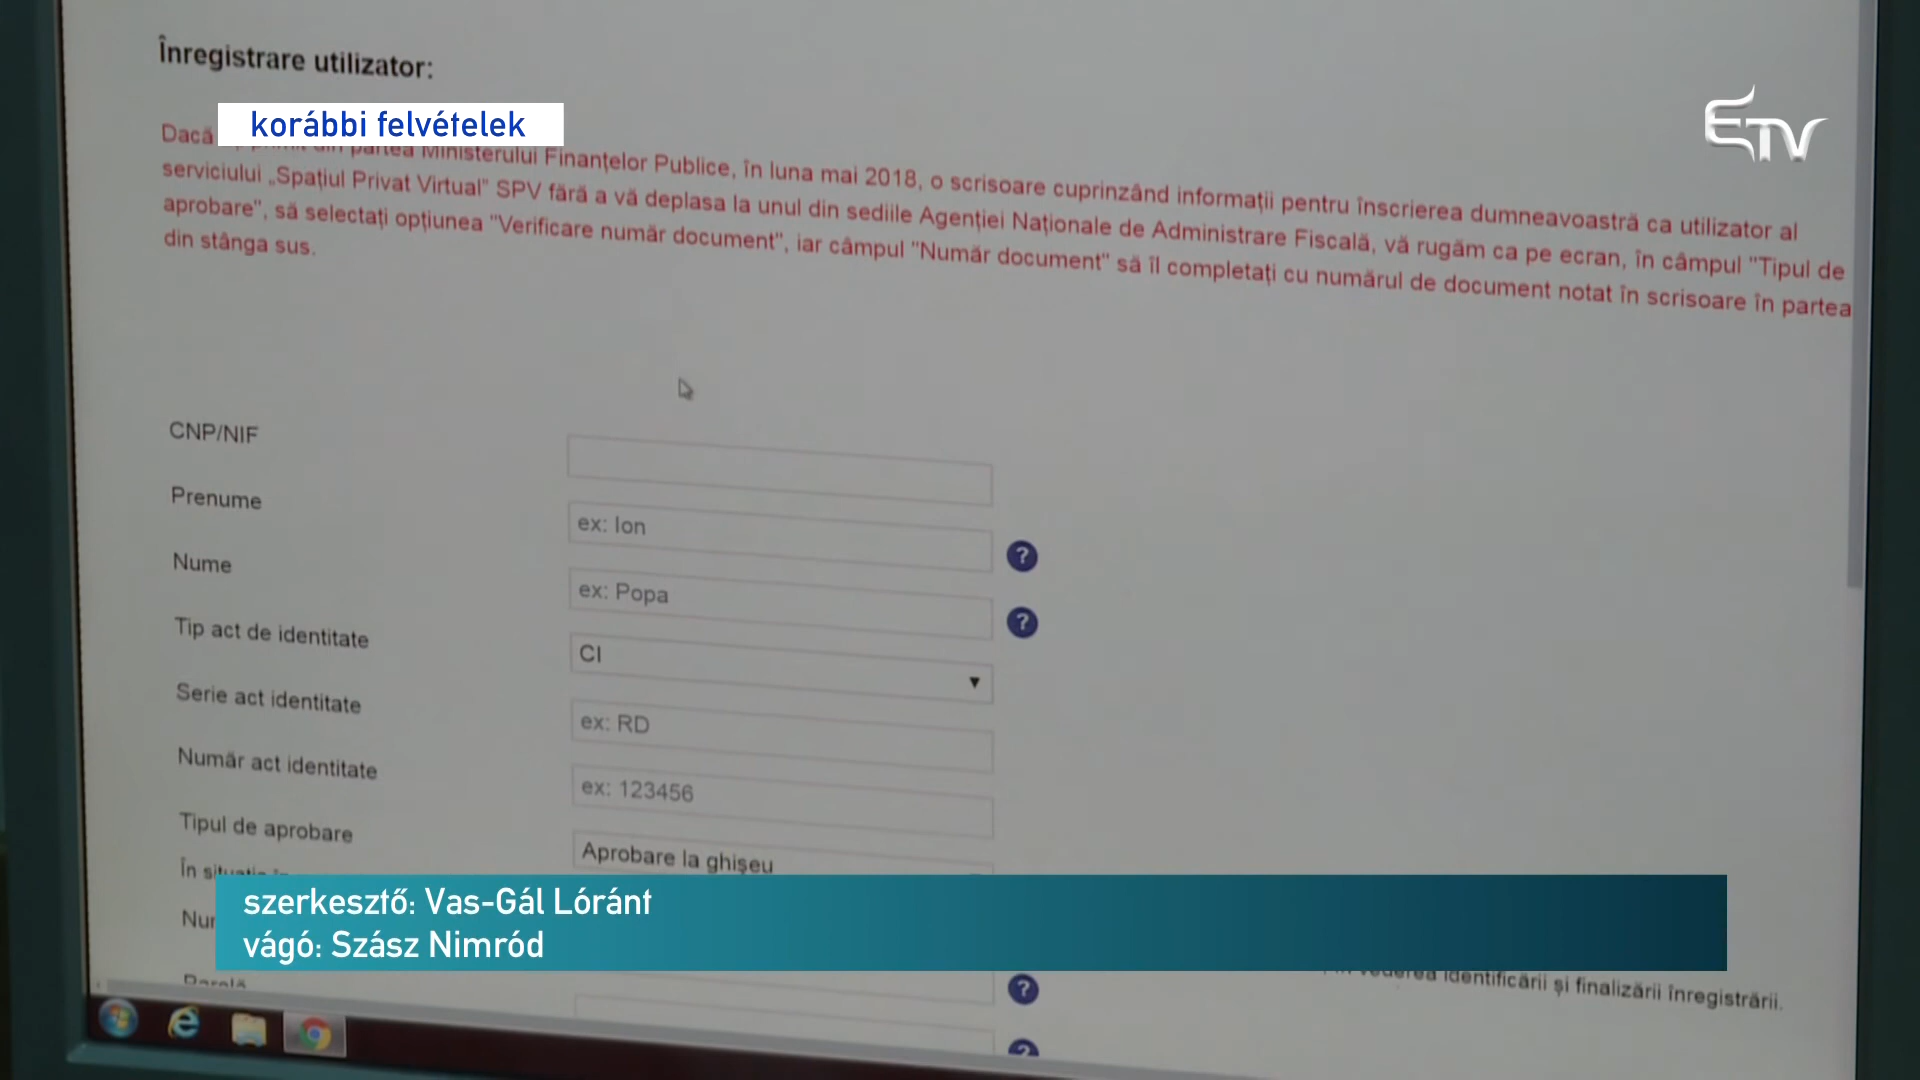 Înregistrare utilizator:
korábbi felvételek
ETV
Dacă din partea Ministerului Finanțelor Publice, în luna mai 2018, o scrisoare cuprinzând informații pentru înscrierea dumneavoastră ca utilizator al
serviciului „Spațiul Privat Virtual" SPV fără a vă deplasa la unul din sediile Agenției Naționale de Administrare Fiscală, vă rugăm ca pe ecran, în câmpul "Tipul de
aprobare", să selectați opțiunea "Verificare număr document", iar câmpul "Număr document" să îl completați cu numărul de document notat în scrisoare în partea
din stânga sus.
CNP/NIF
Prenume
ex: Ion
?
Nume
ex: Popa
?
Tip act de identitate
CI
Serie act identitate
ex: RD
Număr act identitate
ex: 123456
Tipul de aprobare
Aprobare la ghișeu
În
szerkesztő: Vas-Gál Lóránt
vágó: Szász Nimród
vederea identificării și finalizării înregistrării.
Parolă
?
?